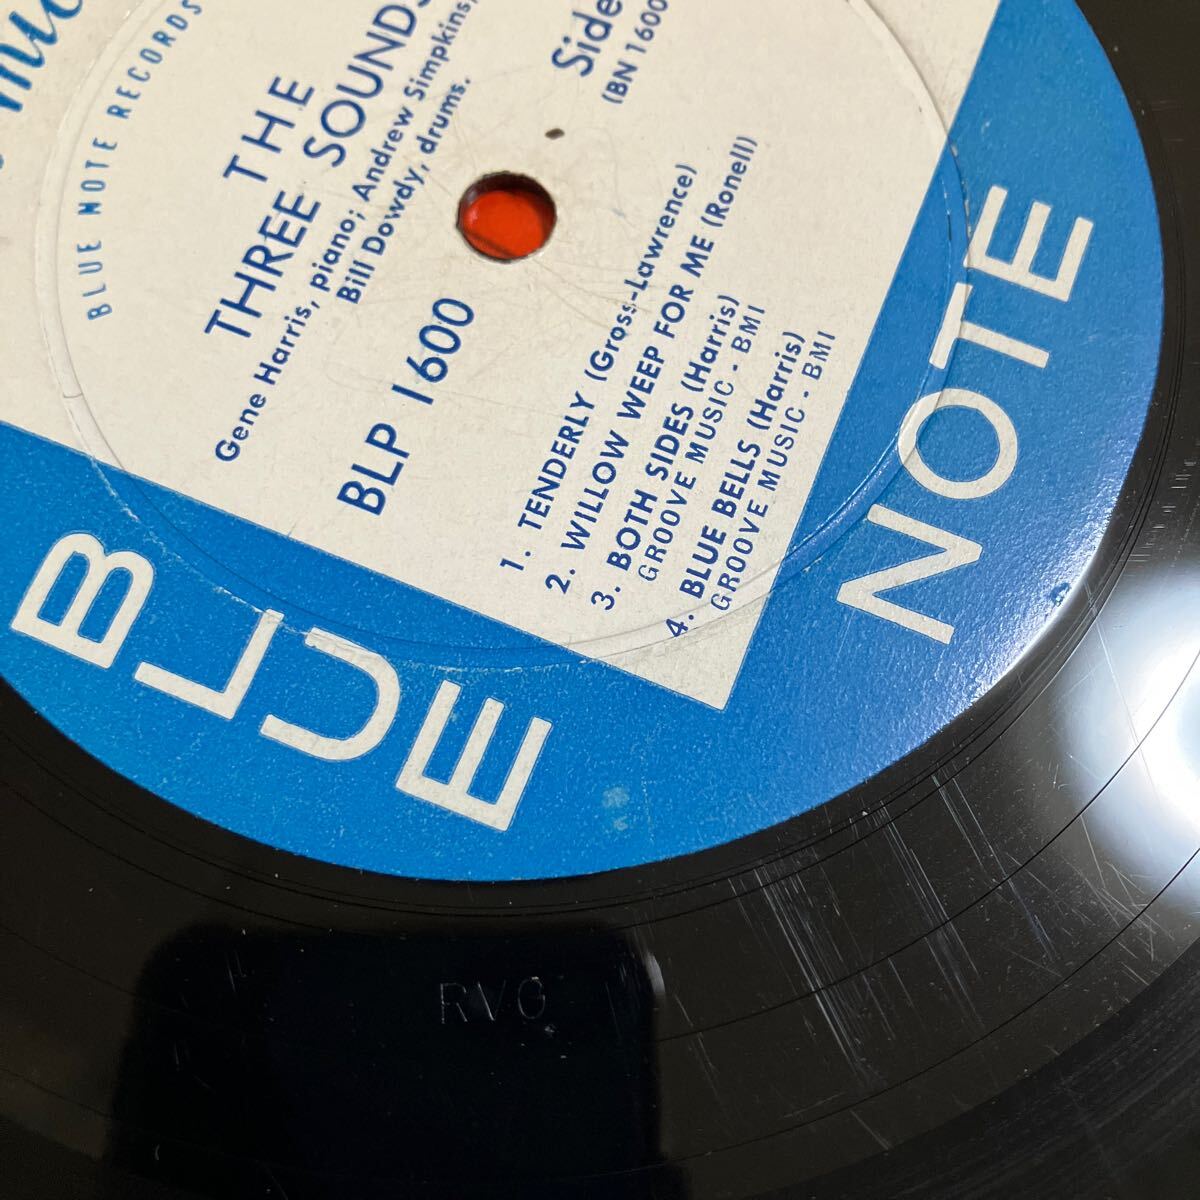 BLUE NOTE RECORDS
THE
THREE SOUNDS
Gene Harris, piano; Andrew Simpkins,
Bill Dowdy, drums.
BLP 1600
Side
(BN 1600
1. TENDERLY (Gross-Lawrence)
2. WILLOW WEEP FOR ME (Ronell)
3. BOTH SIDES (Harris)
GROOVE MUSIC - BMI
4. BLUE BELLS (Harris)
GROOVE MUSIC - BMI
BLUE
NOTE
RVG